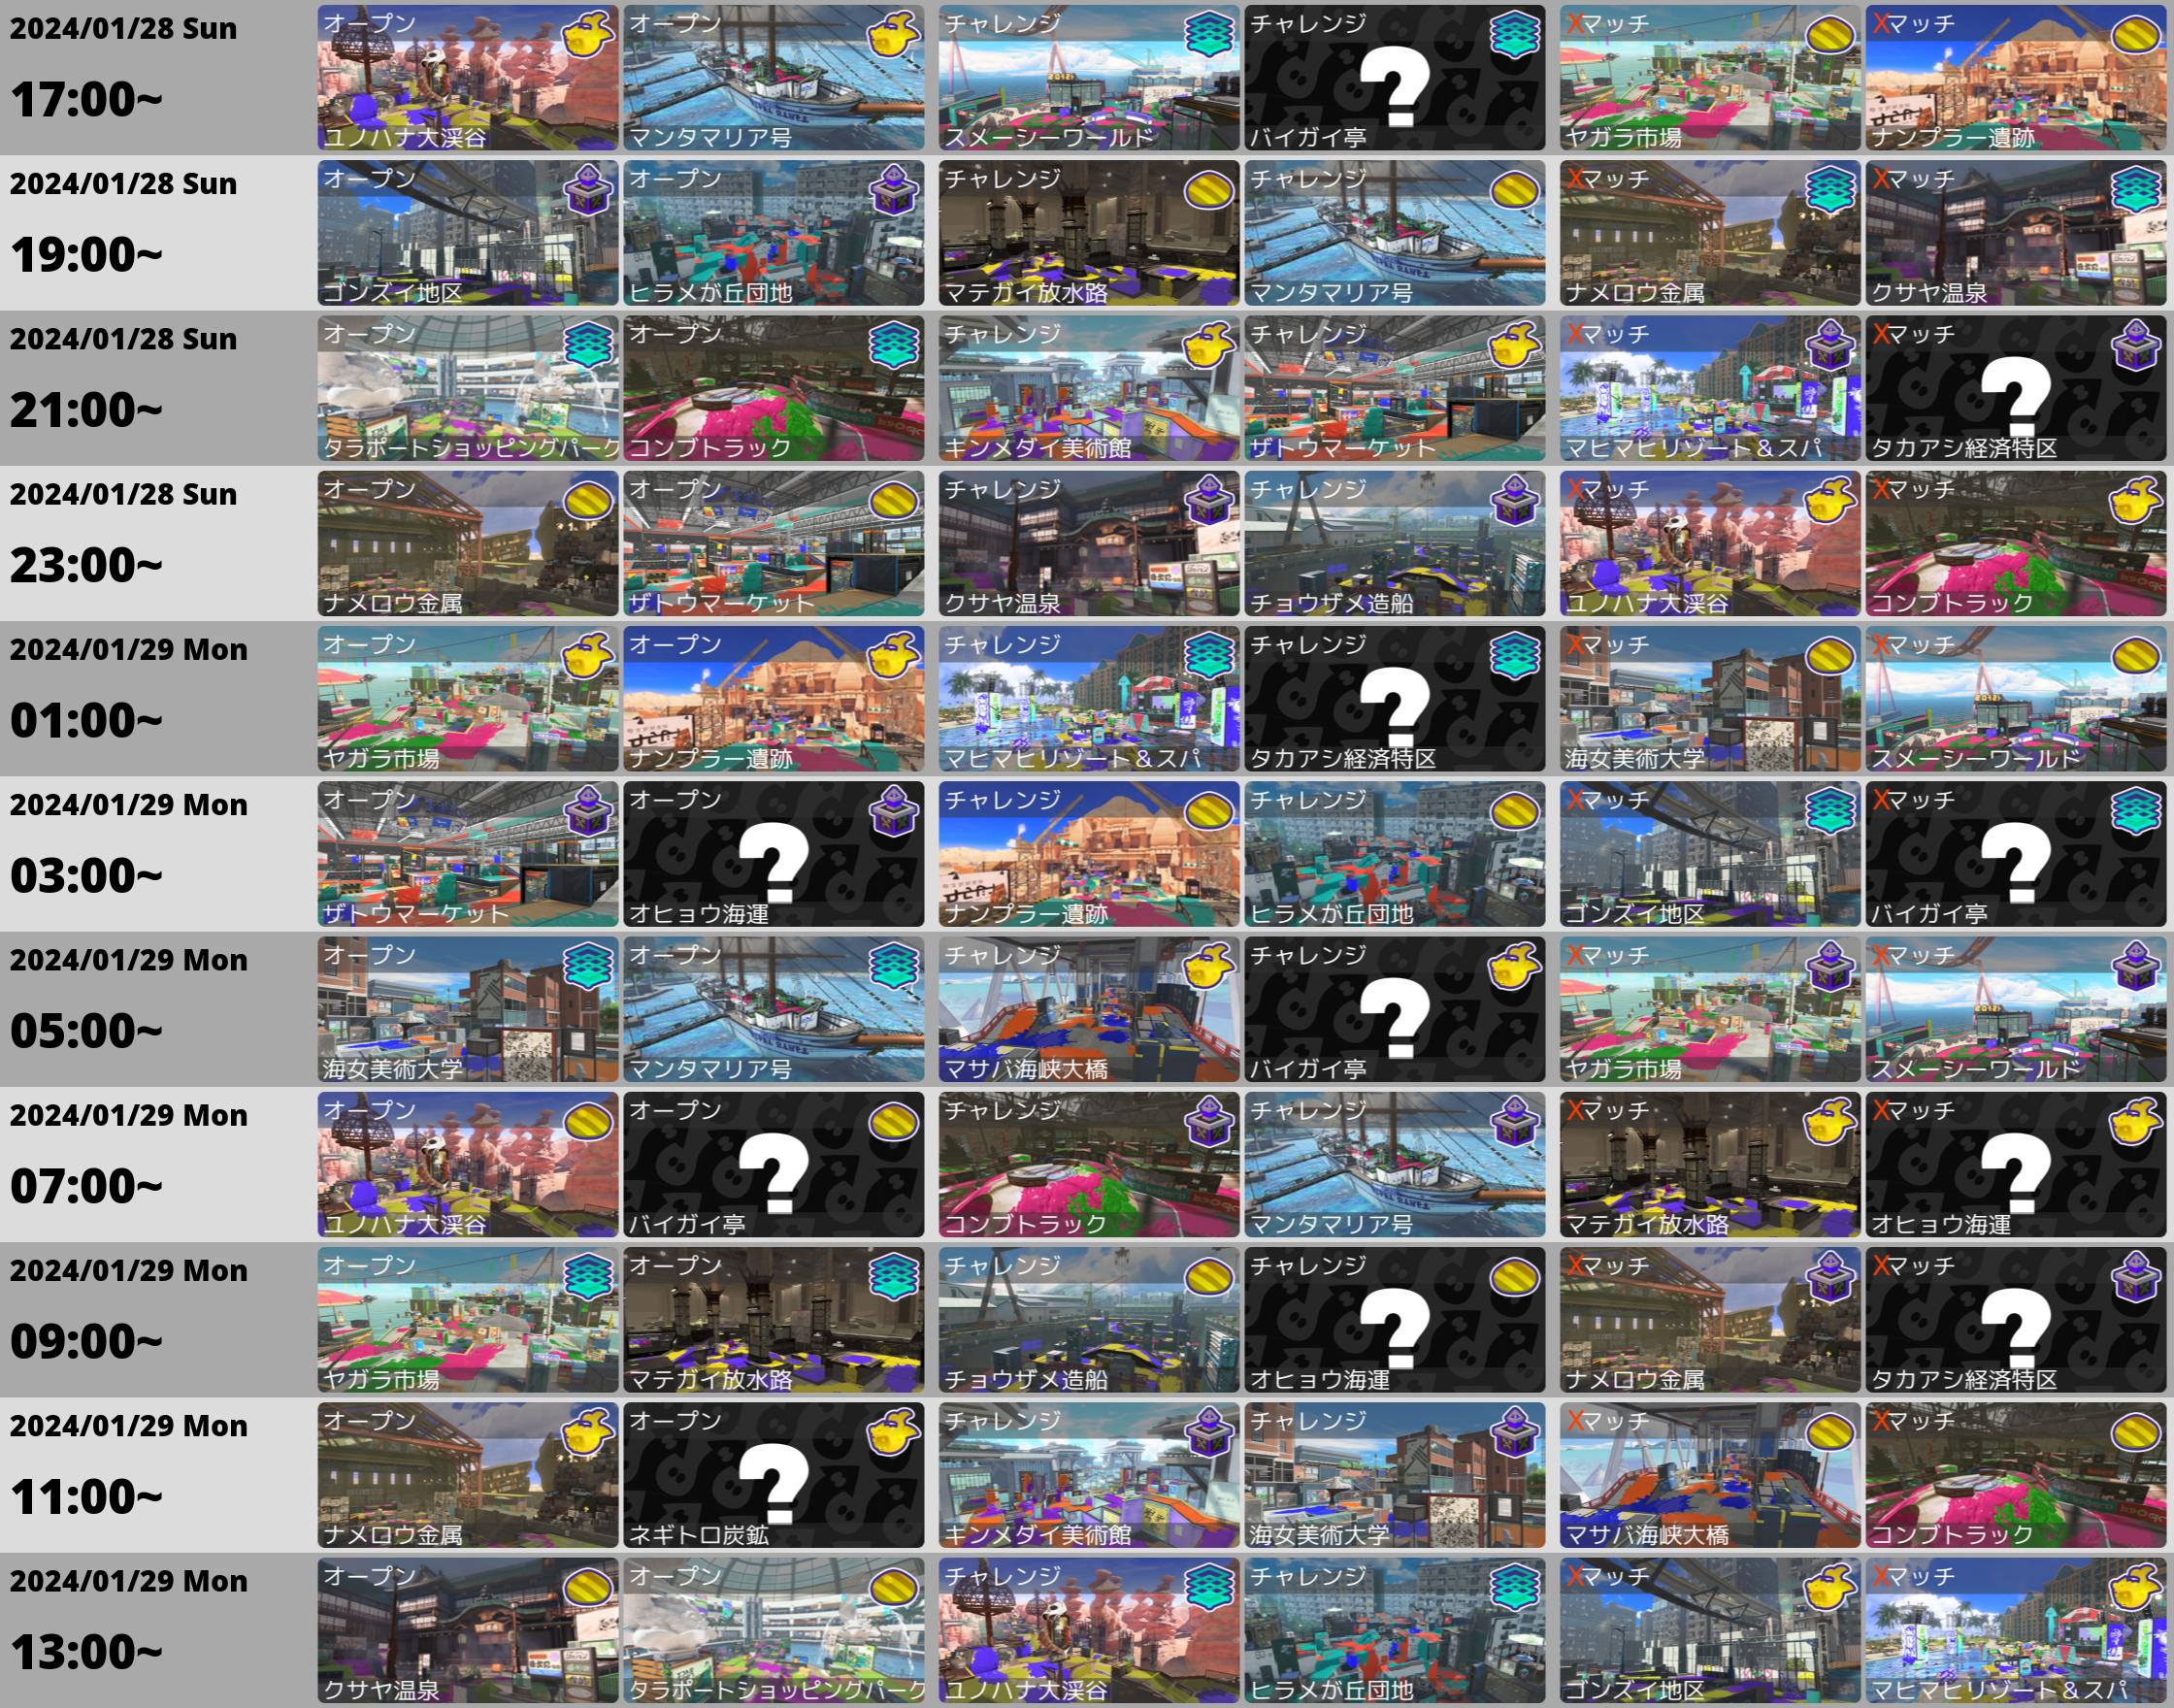 2024/01/28 Sun
17:00~
オープン
ユノハナ大渓谷
オープン
マンタマリア号
チャレンジ
スメーシーワールド
チャレンジ
?
バイガイ亭
Xマッチ
ヤガラ市場
Xマッチ
ナンプラー遺跡
2024/01/28 Sun
19:00~
オープン
ゴンズイ地区
オープン
ヒラメが丘団地
チャレンジ
マテガイ放水路
チャレンジ
マンタマリア号
Xマッチ
ナメロウ金属
Xマッチ
クサヤ温泉
2024/01/28 Sun
21:00~
オープン
タラポートショッピングパーク
オープン
コンブトラック
チャレンジ
キンメダイ美術館
チャレンジ
ザトウマーケット
Xマッチ
マヒマヒリゾート＆スパ
Xマッチ
?
タカアシ経済特区
2024/01/28 Sun
23:00~
オープン
ナメロウ金属
オープン
ザトウマーケット
チャレンジ
クサヤ温泉
チャレンジ
チョウザメ造船
Xマッチ
ユノハナ大渓谷
Xマッチ
コンブトラック
2024/01/29 Mon
01:00~
オープン
ヤガラ市場
オープン
ナンプラー遺跡
チャレンジ
マヒマヒリゾート＆スパ
チャレンジ
?
タカアシ経済特区
Xマッチ
海女美術大学
Xマッチ
スメーシーワールド
2024/01/29 Mon
03:00~
オープン
ザトウマーケット
オープン
?
オヒョウ海運
チャレンジ
ナンプラー遺跡
チャレンジ
ヒラメが丘団地
Xマッチ
ゴンズイ地区
Xマッチ
?
バイガイ亭
2024/01/29 Mon
05:00~
オープン
海女美術大学
オープン
マンタマリア号
チャレンジ
マサバ海峡大橋
チャレンジ
?
バイガイ亭
Xマッチ
ヤガラ市場
Xマッチ
スメーシーワールド
2024/01/29 Mon
07:00~
オープン
ユノハナ大渓谷
オープン
?
バイガイ亭
チャレンジ
コンブトラック
チャレンジ
マンタマリア号
Xマッチ
マテガイ放水路
Xマッチ
?
オヒョウ海運
2024/01/29 Mon
09:00~
オープン
ヤガラ市場
オープン
マテガイ放水路
チャレンジ
チョウザメ造船
チャレンジ
?
オヒョウ海運
Xマッチ
ナメロウ金属
Xマッチ
?
タカアシ経済特区
2024/01/29 Mon
11:00~
オープン
ナメロウ金属
オープン
?
ネギトロ炭鉱
チャレンジ
キンメダイ美術館
チャレンジ
海女美術大学
Xマッチ
マサバ海峡大橋
Xマッチ
コンブトラック
2024/01/29 Mon
13:00~
オープン
クサヤ温泉
オープン
タラポートショッピングパーク
チャレンジ
ユノハナ大渓谷
チャレンジ
ヒラメが丘団地
Xマッチ
ゴンズイ地区
Xマッチ
マヒマヒリゾート＆スパ